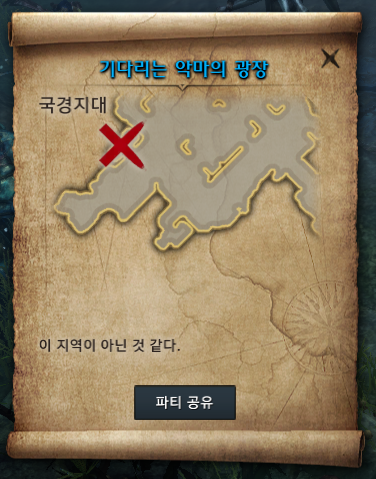 기다리는 악마의 광장
국경지대
이 지역이 아닌 것 같다.
파티 공유